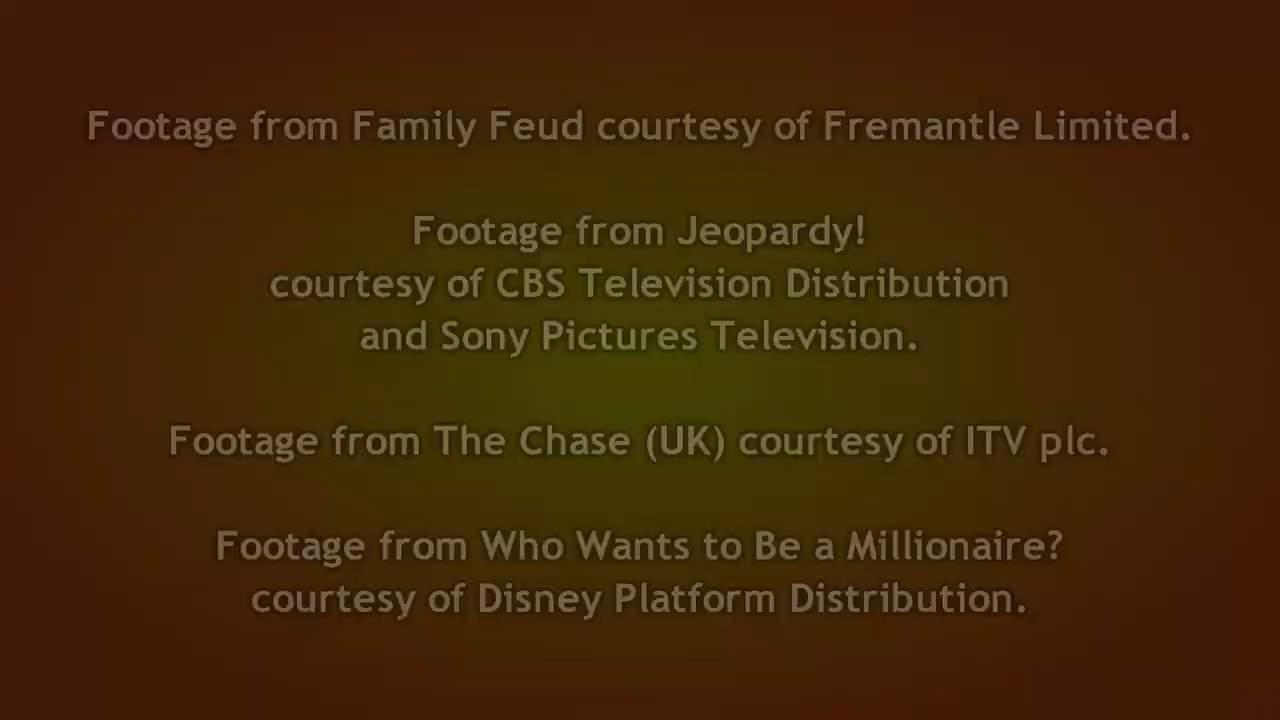 Footage from Family Feud courtesy of Fremantle Limited.
Footage from Jeopardy!
courtesy of CBS Television Distribution
and Sony Pictures Television.
Footage from The Chase (UK) courtesy of ITV plc.
Footage from Who Wants to Be a Millionaire?
courtesy of Disney Platform Distribution.